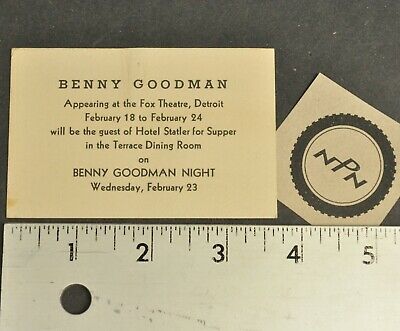 BENNY GOODMAN
Appearing at the Fox Theatre, Detroit
February 18 to February 24
will be the guest of Hotel Statler for Supper
in the Terrace Dining Room
on
BENNY GOODMAN NIGHT
Wednesday, February 23
NPN
1 2 3 4 5